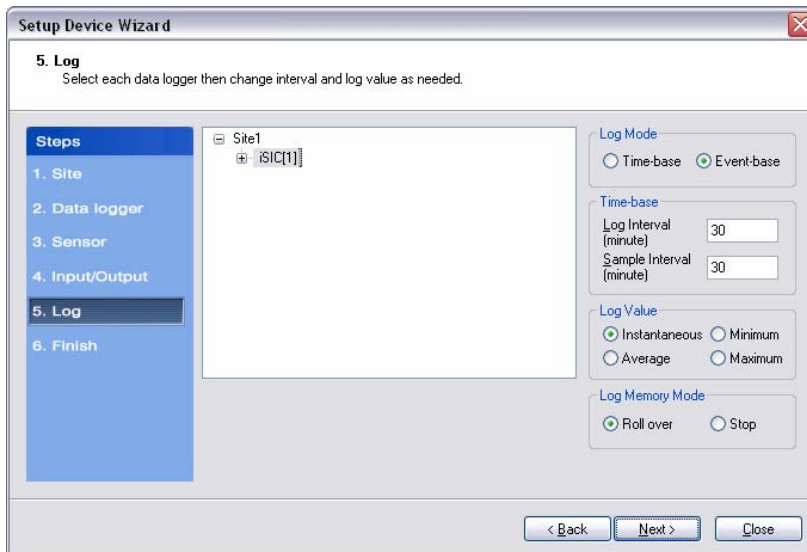 Setup Device Wizard
5. Log
Select each data logger then change interval and log value as needed.
Steps
1. Site
2. Data logger
3. Sensor
4. Input/Output
5. Log
6. Finish
Site1
iSIC[1]
Log Mode
Time-base Event-base
Time-base
Log Interval
(minute)
30
Sample Interval
(minute)
30
Log Value
Instantaneous Minimum
Average Maximum
Log Memory Mode
Roll over Stop
< Back Next > Close